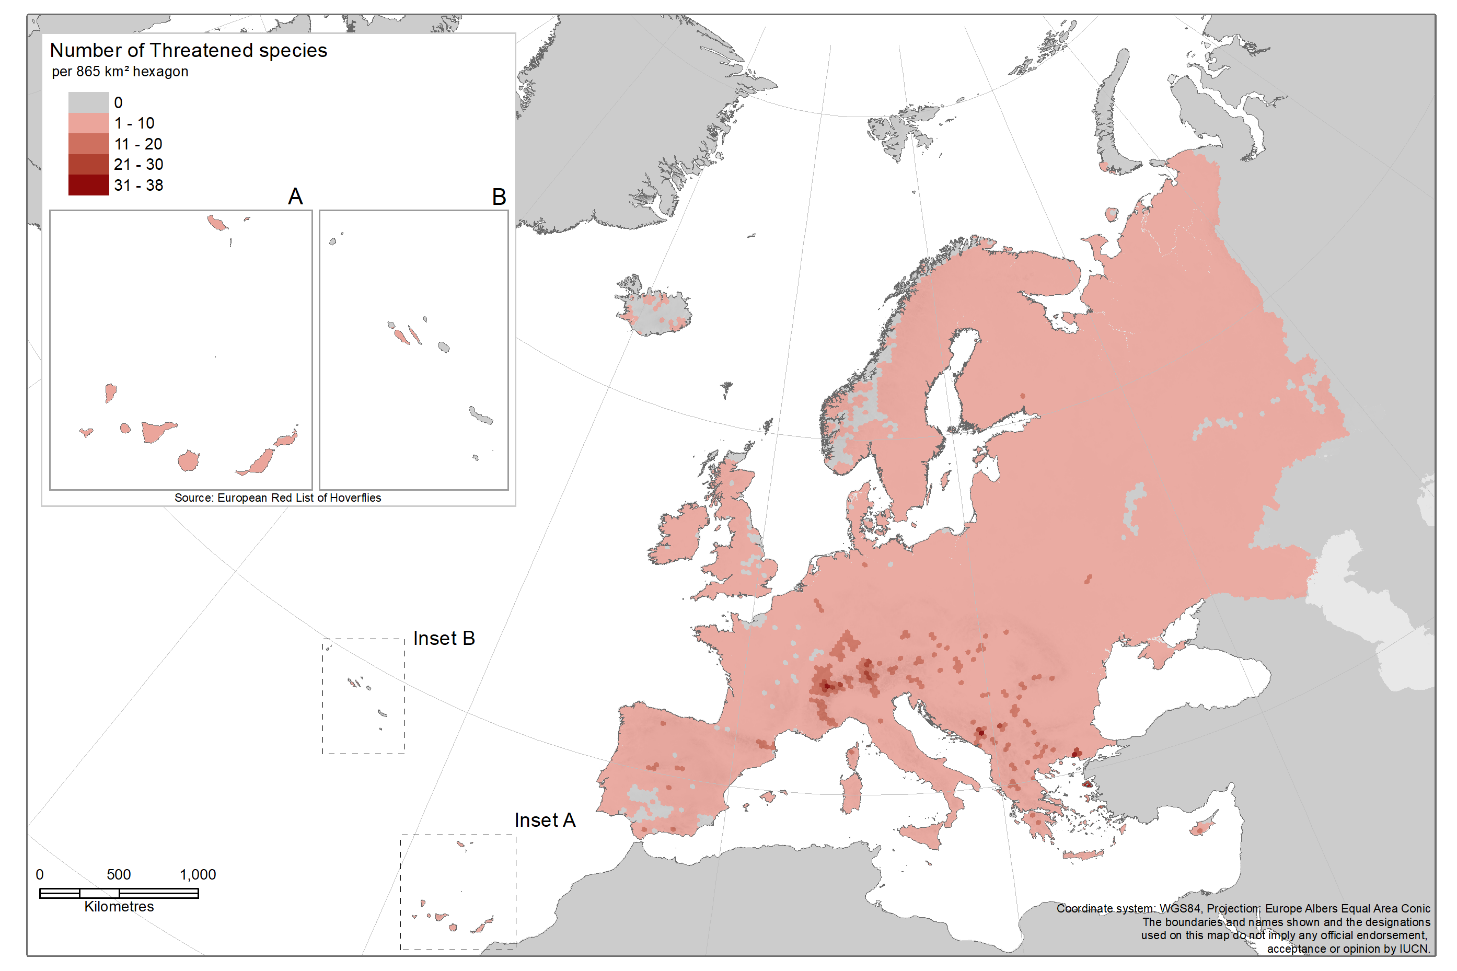 Number of Threatened species
per 865 km² hexagon
0
1 - 10
11 - 20
21 - 30
31 - 38
A
B
Source: European Red List of Hoverflies
Inset B
Inset A
0 500 1,000
Kilometres
Coordinate system: WGS84, Projection: Europe Albers Equal Area Conic
The boundaries and names shown and the designations
used on this map do not imply any official endorsement,
acceptance or opinion by IUCN.